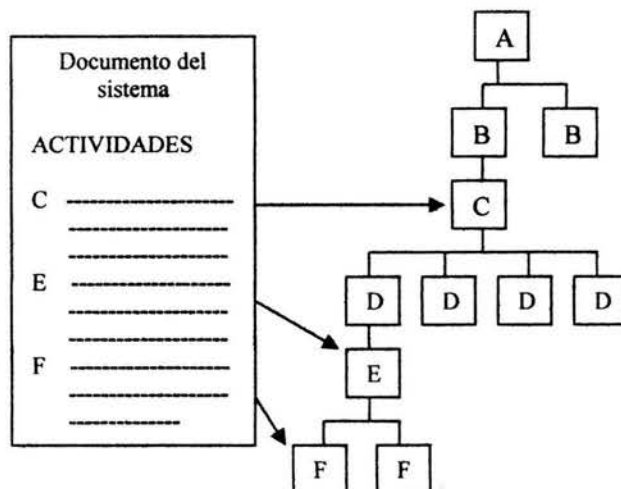 Documento del
sistema
ACTIVIDADES
C
E
F
A
B B
C
D D D D
E
F F